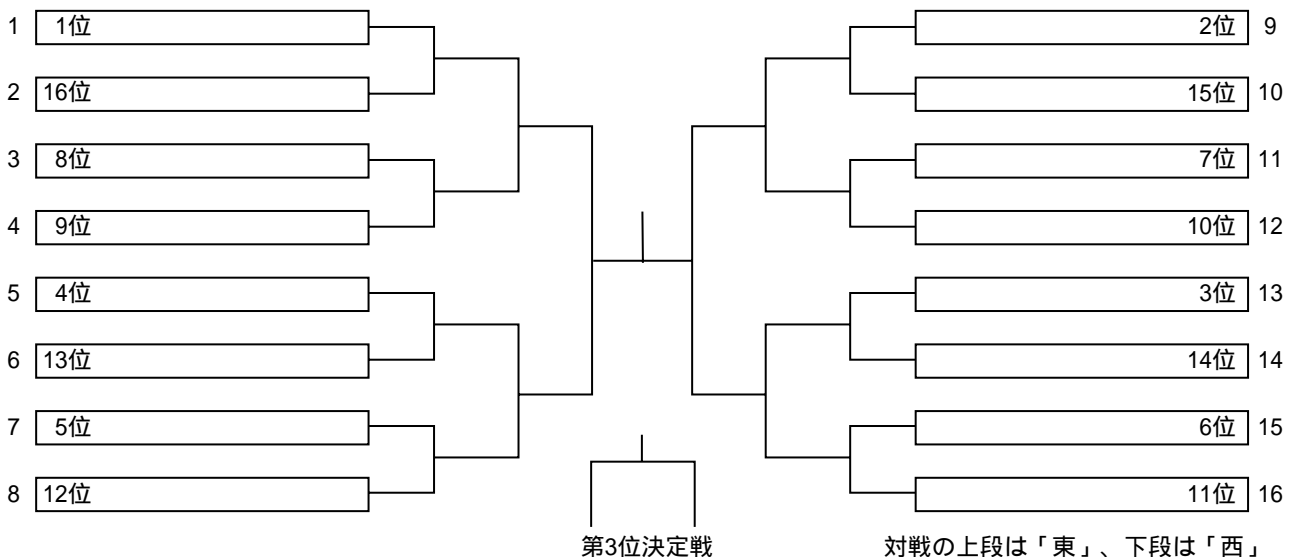 1 1位
2 16位
3 8位
4 9位
5 4位
6 13位
7 5位
8 12位
2位 9
15位 10
7位 11
10位 12
3位 13
14位 14
6位 15
11位 16
第3位決定戦
対戦の上段は「東」、下段は「西」